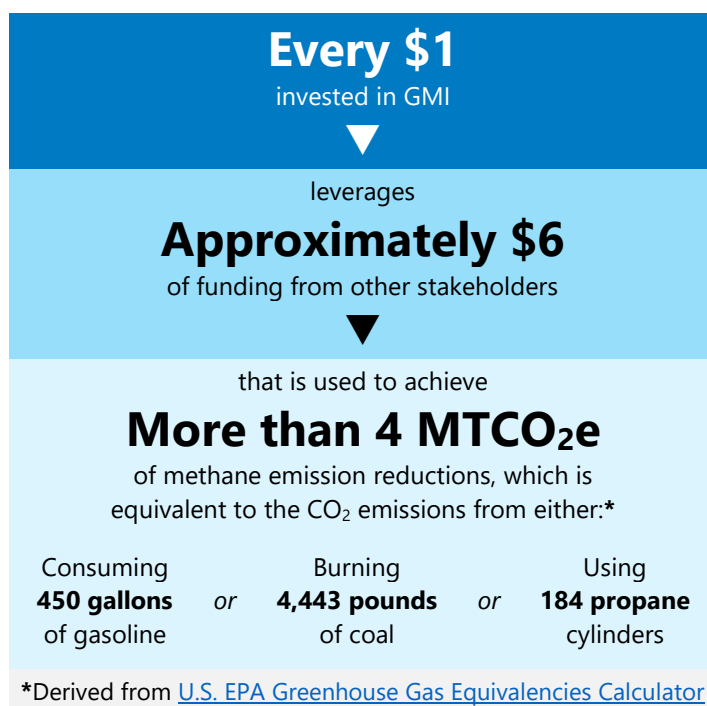 Every $1
invested in GMI
leverages
Approximately $6
of funding from other stakeholders
that is used to achieve
More than 4 MTCO₂e
of methane emission reductions, which is
equivalent to the CO₂ emissions from either:*
Consuming
450 gallons
of gasoline
or
Burning
4,443 pounds
of coal
or
Using
184 propane
cylinders
*Derived from U.S. EPA Greenhouse Gas Equivalencies Calculator